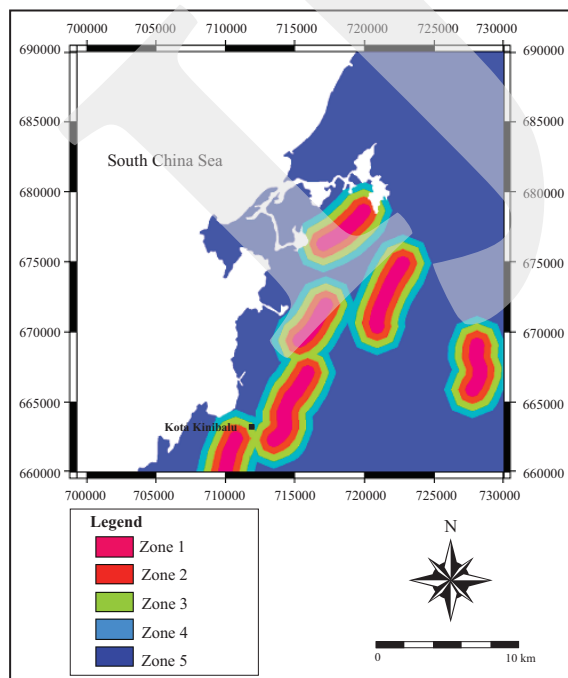 700000 705000 710000 715000 720000 725000 730000
690000 690000
685000 685000
South China Sea
680000 680000
675000 675000
670000 670000
665000 665000
Kota Kinibalu
660000 660000
700000 705000 710000 715000 720000 725000 730000
Legend
Zone 1
Zone 2
Zone 3
Zone 4
Zone 5
N
0 10 km